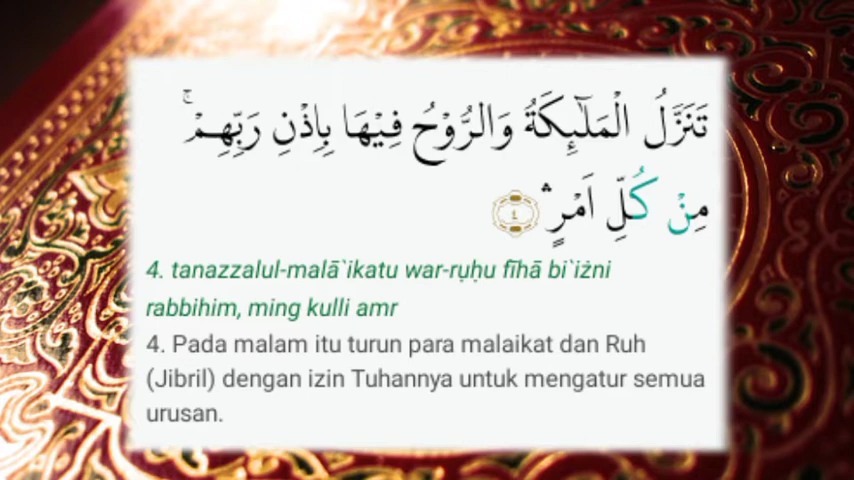 تَنَزَّلُ الْمَلٰۤىِٕكَةُ وَالرُّوْحُ فِيْهَا بِاِذْنِ رَبِّهِمْۚ
مِنْ كُلِّ اَمْرٍۛ ٤
4. tanazzalul-malā`ikatu war-rụḥu fīhā bi`iżni
rabbihim, ming kulli amr
4. Pada malam itu turun para malaikat dan Ruh
(Jibril) dengan izin Tuhannya untuk mengatur semua
urusan.